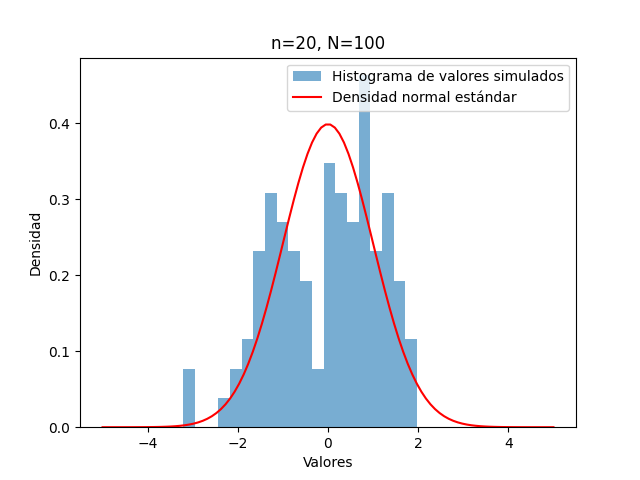 n=20, N=100
Histograma de valores simulados
Densidad normal estándar
Densidad
0.4
0.3
0.2
0.1
0.0
−4 −2 0 2 4
Valores